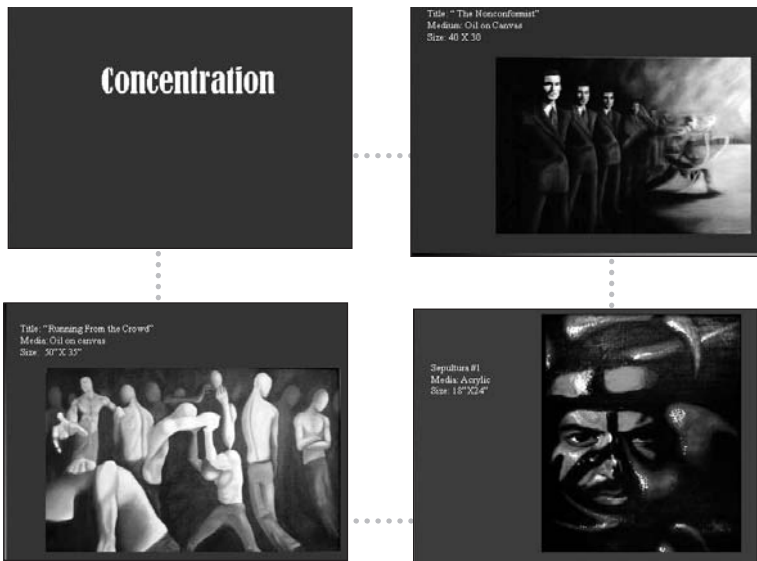 Concentration
Title: “ The Nonconformist”
Medium: Oil on Canvas
Size: 40 X 30
Title: “Running From the Crowd”
Media: Oil on canvas
Size: 50”X 35”
Sepultura #1
Media: Acrylic
Size: 18”X24”